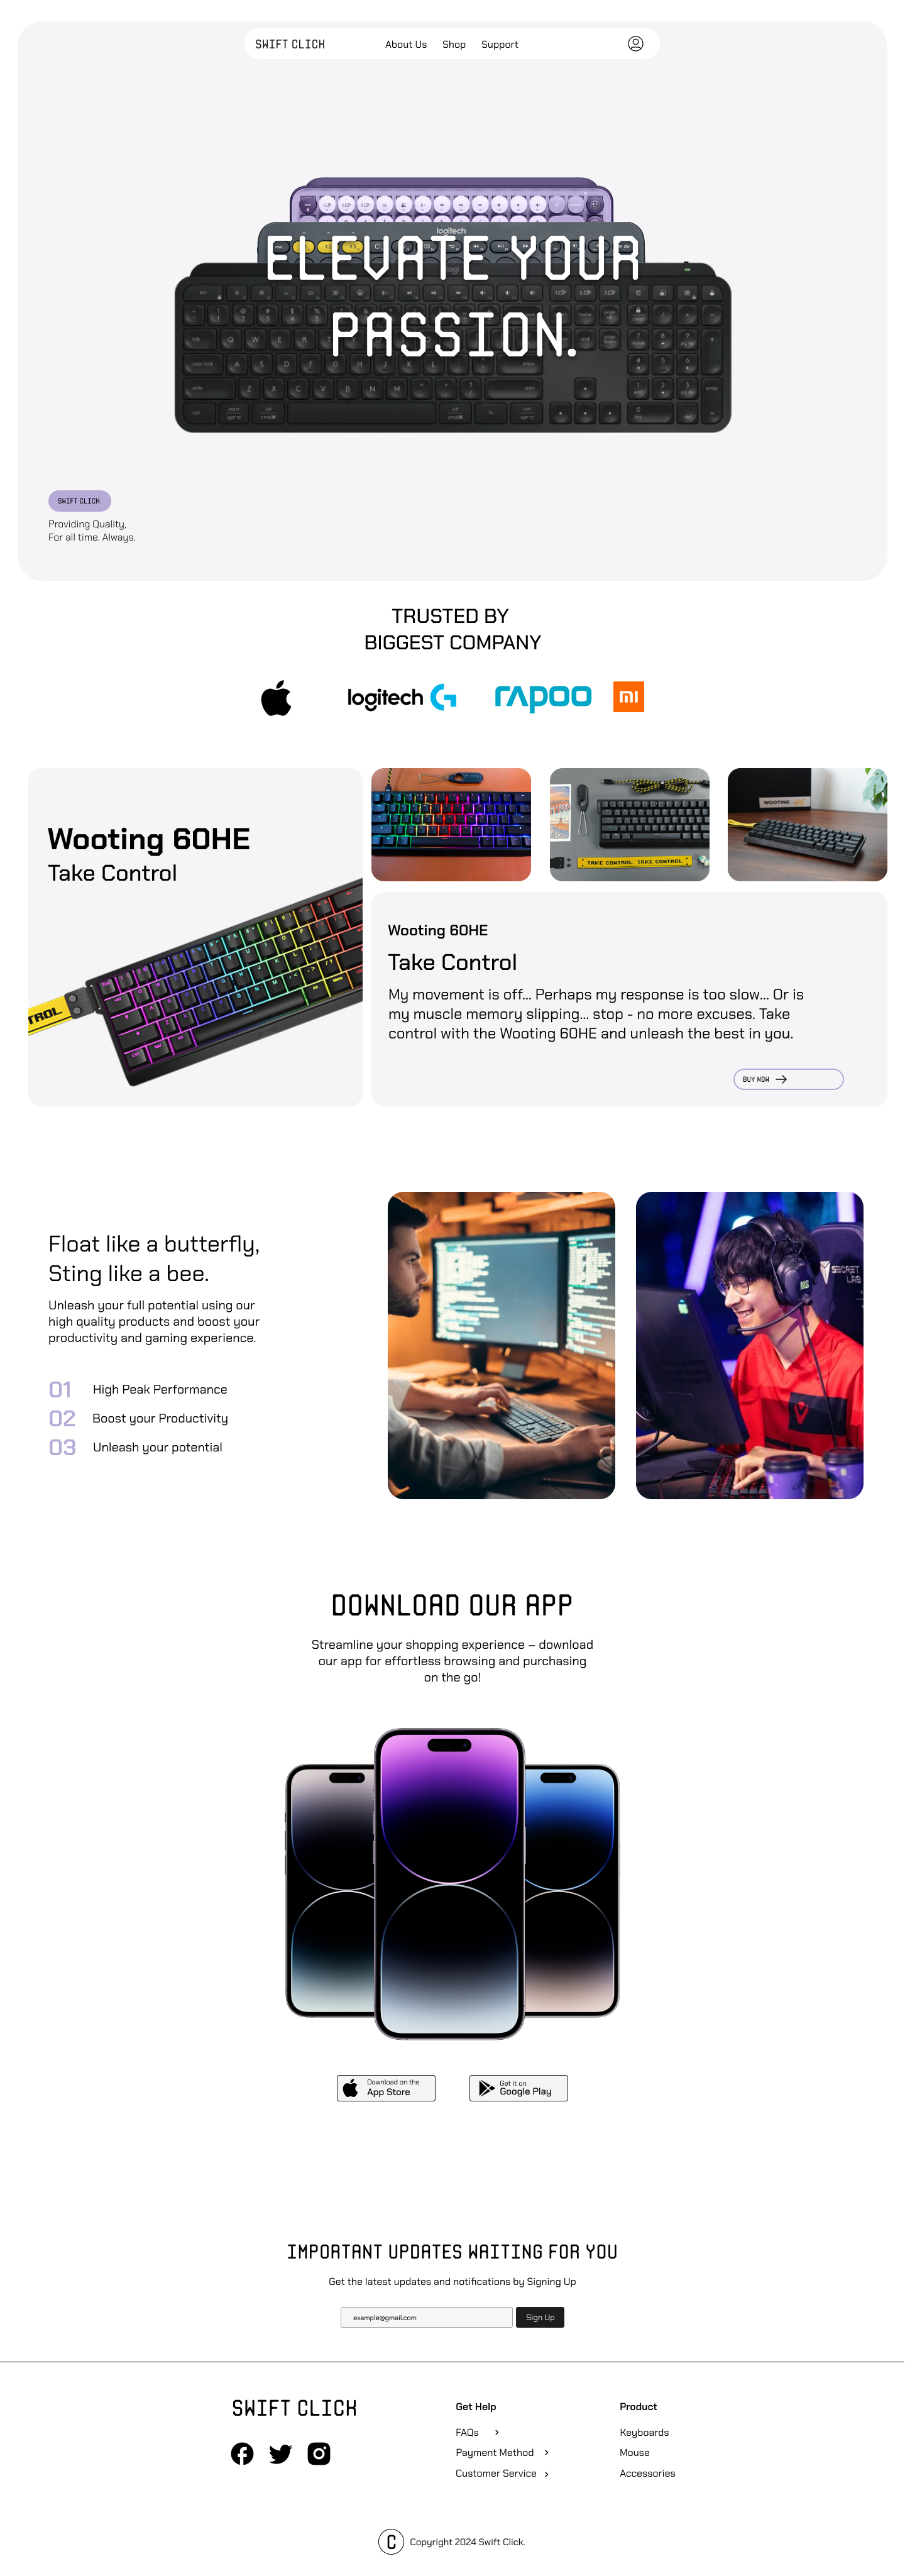 SWIFT CLICK
About Us
Shop
Support
logitech
logi
ELEVATE YOUR
PASSION.
SWIFT CLICH
Providing Quality,
For all time. Always.
TRUSTED BY
BIGGEST COMPANY
logitech G
rapoo
mi
Wooting 60HE
Take Control
TROL
WOOTING
TAKE CONTROL TAKE CONTROL
Wooting 60HE
Take Control
My movement is off... Perhaps my response is too slow... Or is
my muscle memory slipping... stop - no more excuses. Take
control with the Wooting 60HE and unleash the best in you.
BUY NOW
Float like a butterfly,
Sting like a bee.
Unleash your full potential using our
high quality products and boost your
productivity and gaming experience.
01 High Peak Performance
02 Boost your Productivity
03 Unleash your potential
SECRET
LAB
DOWNLOAD OUR APP
Streamline your shopping experience – download
our app for effortless browsing and purchasing
on the go!
Download on the
App Store
Get it on
Google Play
IMPORTANT UPDATES WAITING FOR YOU
Get the latest updates and notifications by Signing Up
example@gmail.com
Sign Up
SWIFT CLICK
Get Help
FAQs
Payment Method
Customer Service
Product
Keyboards
Mouse
Accessories
C Copyright 2024 Swift Click.